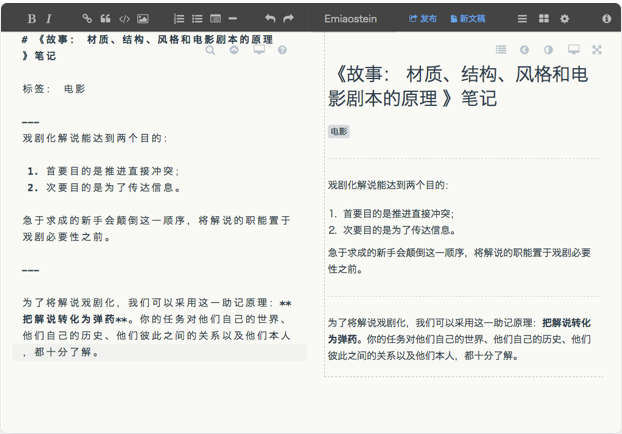 B I Emiaostein 发布 新文稿
# 《故事： 材质、结构、风格和电影剧本的原理
》笔记
标签： 电影
---
戏剧化解说能达到两个目的：
1. 首要目的是推进直接冲突；
2. 次要目的是为了传达信息。
急于求成的新手会颠倒这一顺序，将解说的职能置于
戏剧必要性之前。
---
为了将解说戏剧化，我们可以采用这一助记原理：**
把解说转化为弹药**。你的任务对他们自己的世界、
他们自己的历史、他们彼此之间的关系以及他们本人
，都十分了解。
《故事： 材质、结构、风格和电
影剧本的原理 》笔记
电影
戏剧化解说能达到两个目的：
1. 首要目的是推进直接冲突；
2. 次要目的是为了传达信息。
急于求成的新手会颠倒这一顺序，将解说的职能置于戏剧必要
性之前。
为了将解说戏剧化，我们可以采用这一助记原理：把解说转化
为弹药。你的任务对他们自己的世界、他们自己的历史、他们
彼此之间的关系以及他们本人，都十分了解。